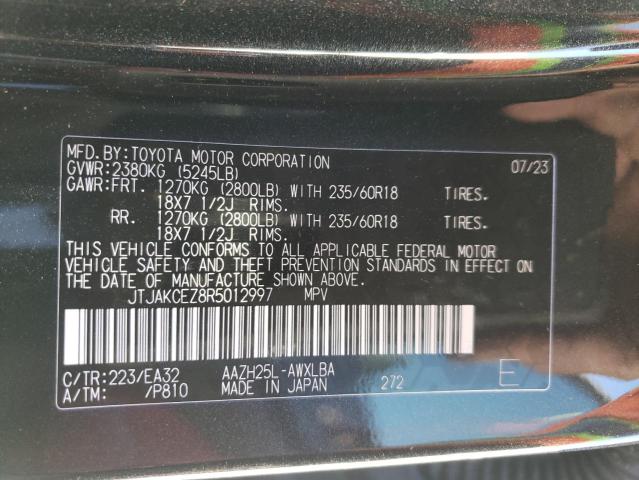 MFD.BY:TOYOTA MOTOR CORPORATION 07/23
GVWR:2380KG (5245LB)
GAWR:FRT. 1270KG (2800LB) WITH 235/60R18 TIRES.
18X7 1/2J RIMS.
RR. 1270KG (2800LB) WITH 235/60R18 TIRES.
18X7 1/2J RIMS.
THIS VEHICLE CONFORMS TO ALL APPLICABLE FEDERAL MOTOR
VEHICLE SAFETY AND THEFT PREVENTION STANDARDS IN EFFECT ON
THE DATE OF MANUFACTURE SHOWN ABOVE.
JTJAKCEZ8R5012997 MPV
C/TR:223/EA32 AAZH25L-AWXLBA
A/TM: /P810 MADE IN JAPAN 272 E